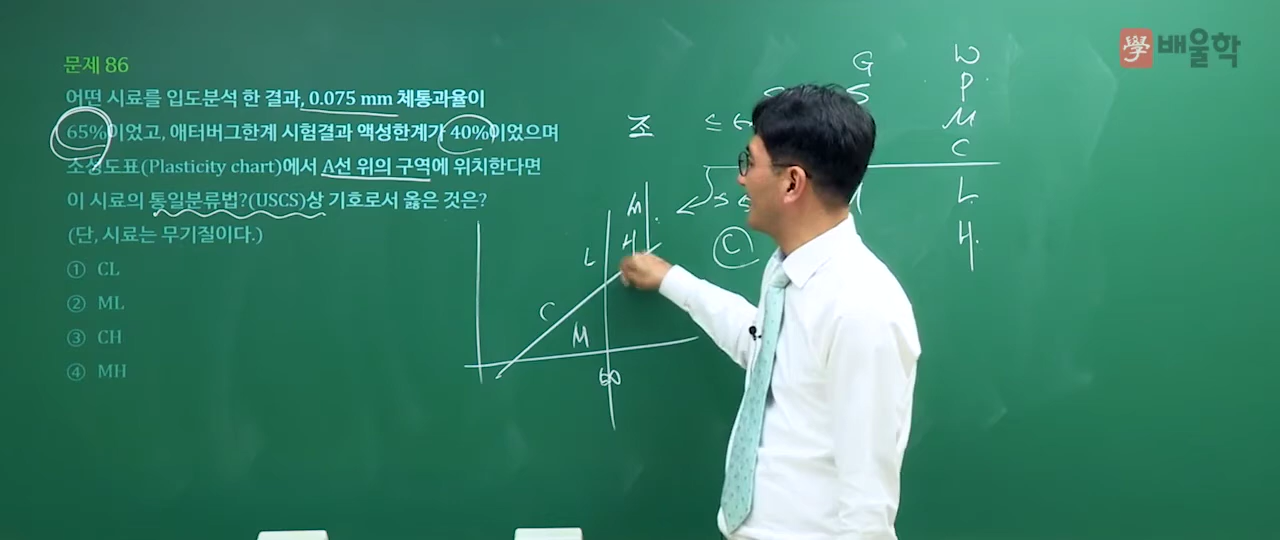 學 배울학
문제 86
어떤 시료를 입도분석 한 결과, 0.075 mm 체통과율이
65%이었고, 애터버그한계 시험결과 액성한계가 40%이었으며
소성도표(Plasticity chart)에서 A선 위의 구역에 위치한다면
이 시료의 통일분류법?(USCS)상 기호로서 옳은 것은?
(단, 시료는 무기질이다.)
① CL
② ML
③ CH
④ MH
조
G W
S P
M
C
L
H
C
L H
C
M
60